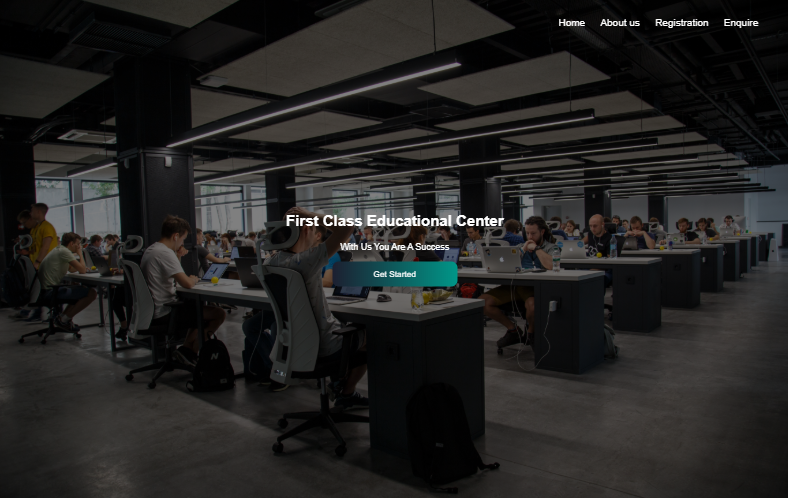 Home About us Registration Enquire
First Class Educational Center
With Us You Are A Success
Get Started